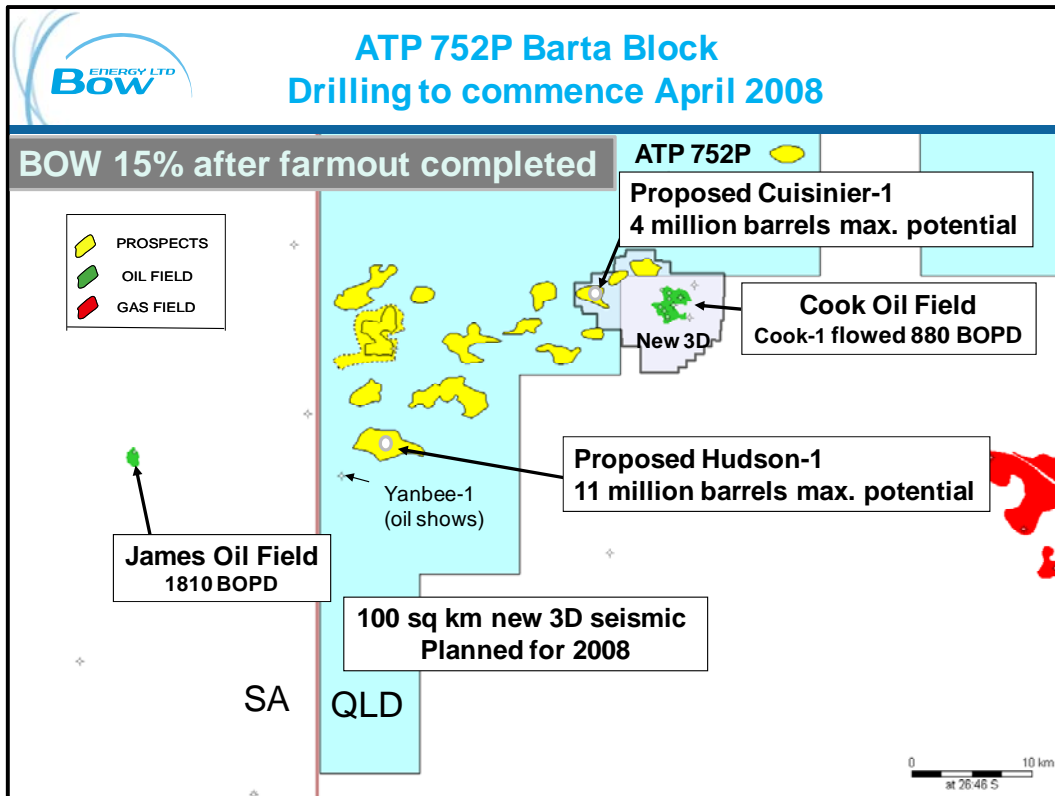 ENERGY LTD
BOW
ATP 752P Barta Block
Drilling to commence April 2008
BOW 15% after farmout completed
ATP 752P
Proposed Cuisinier-1
4 million barrels max. potential
PROSPECTS
OIL FIELD
GAS FIELD
Cook Oil Field
Cook-1 flowed 880 BOPD
New 3D
Proposed Hudson-1
11 million barrels max. potential
Yanbee-1
(oil shows)
James Oil Field
1810 BOPD
100 sq km new 3D seismic
Planned for 2008
SA
QLD
0 10 km
at 26:46 S